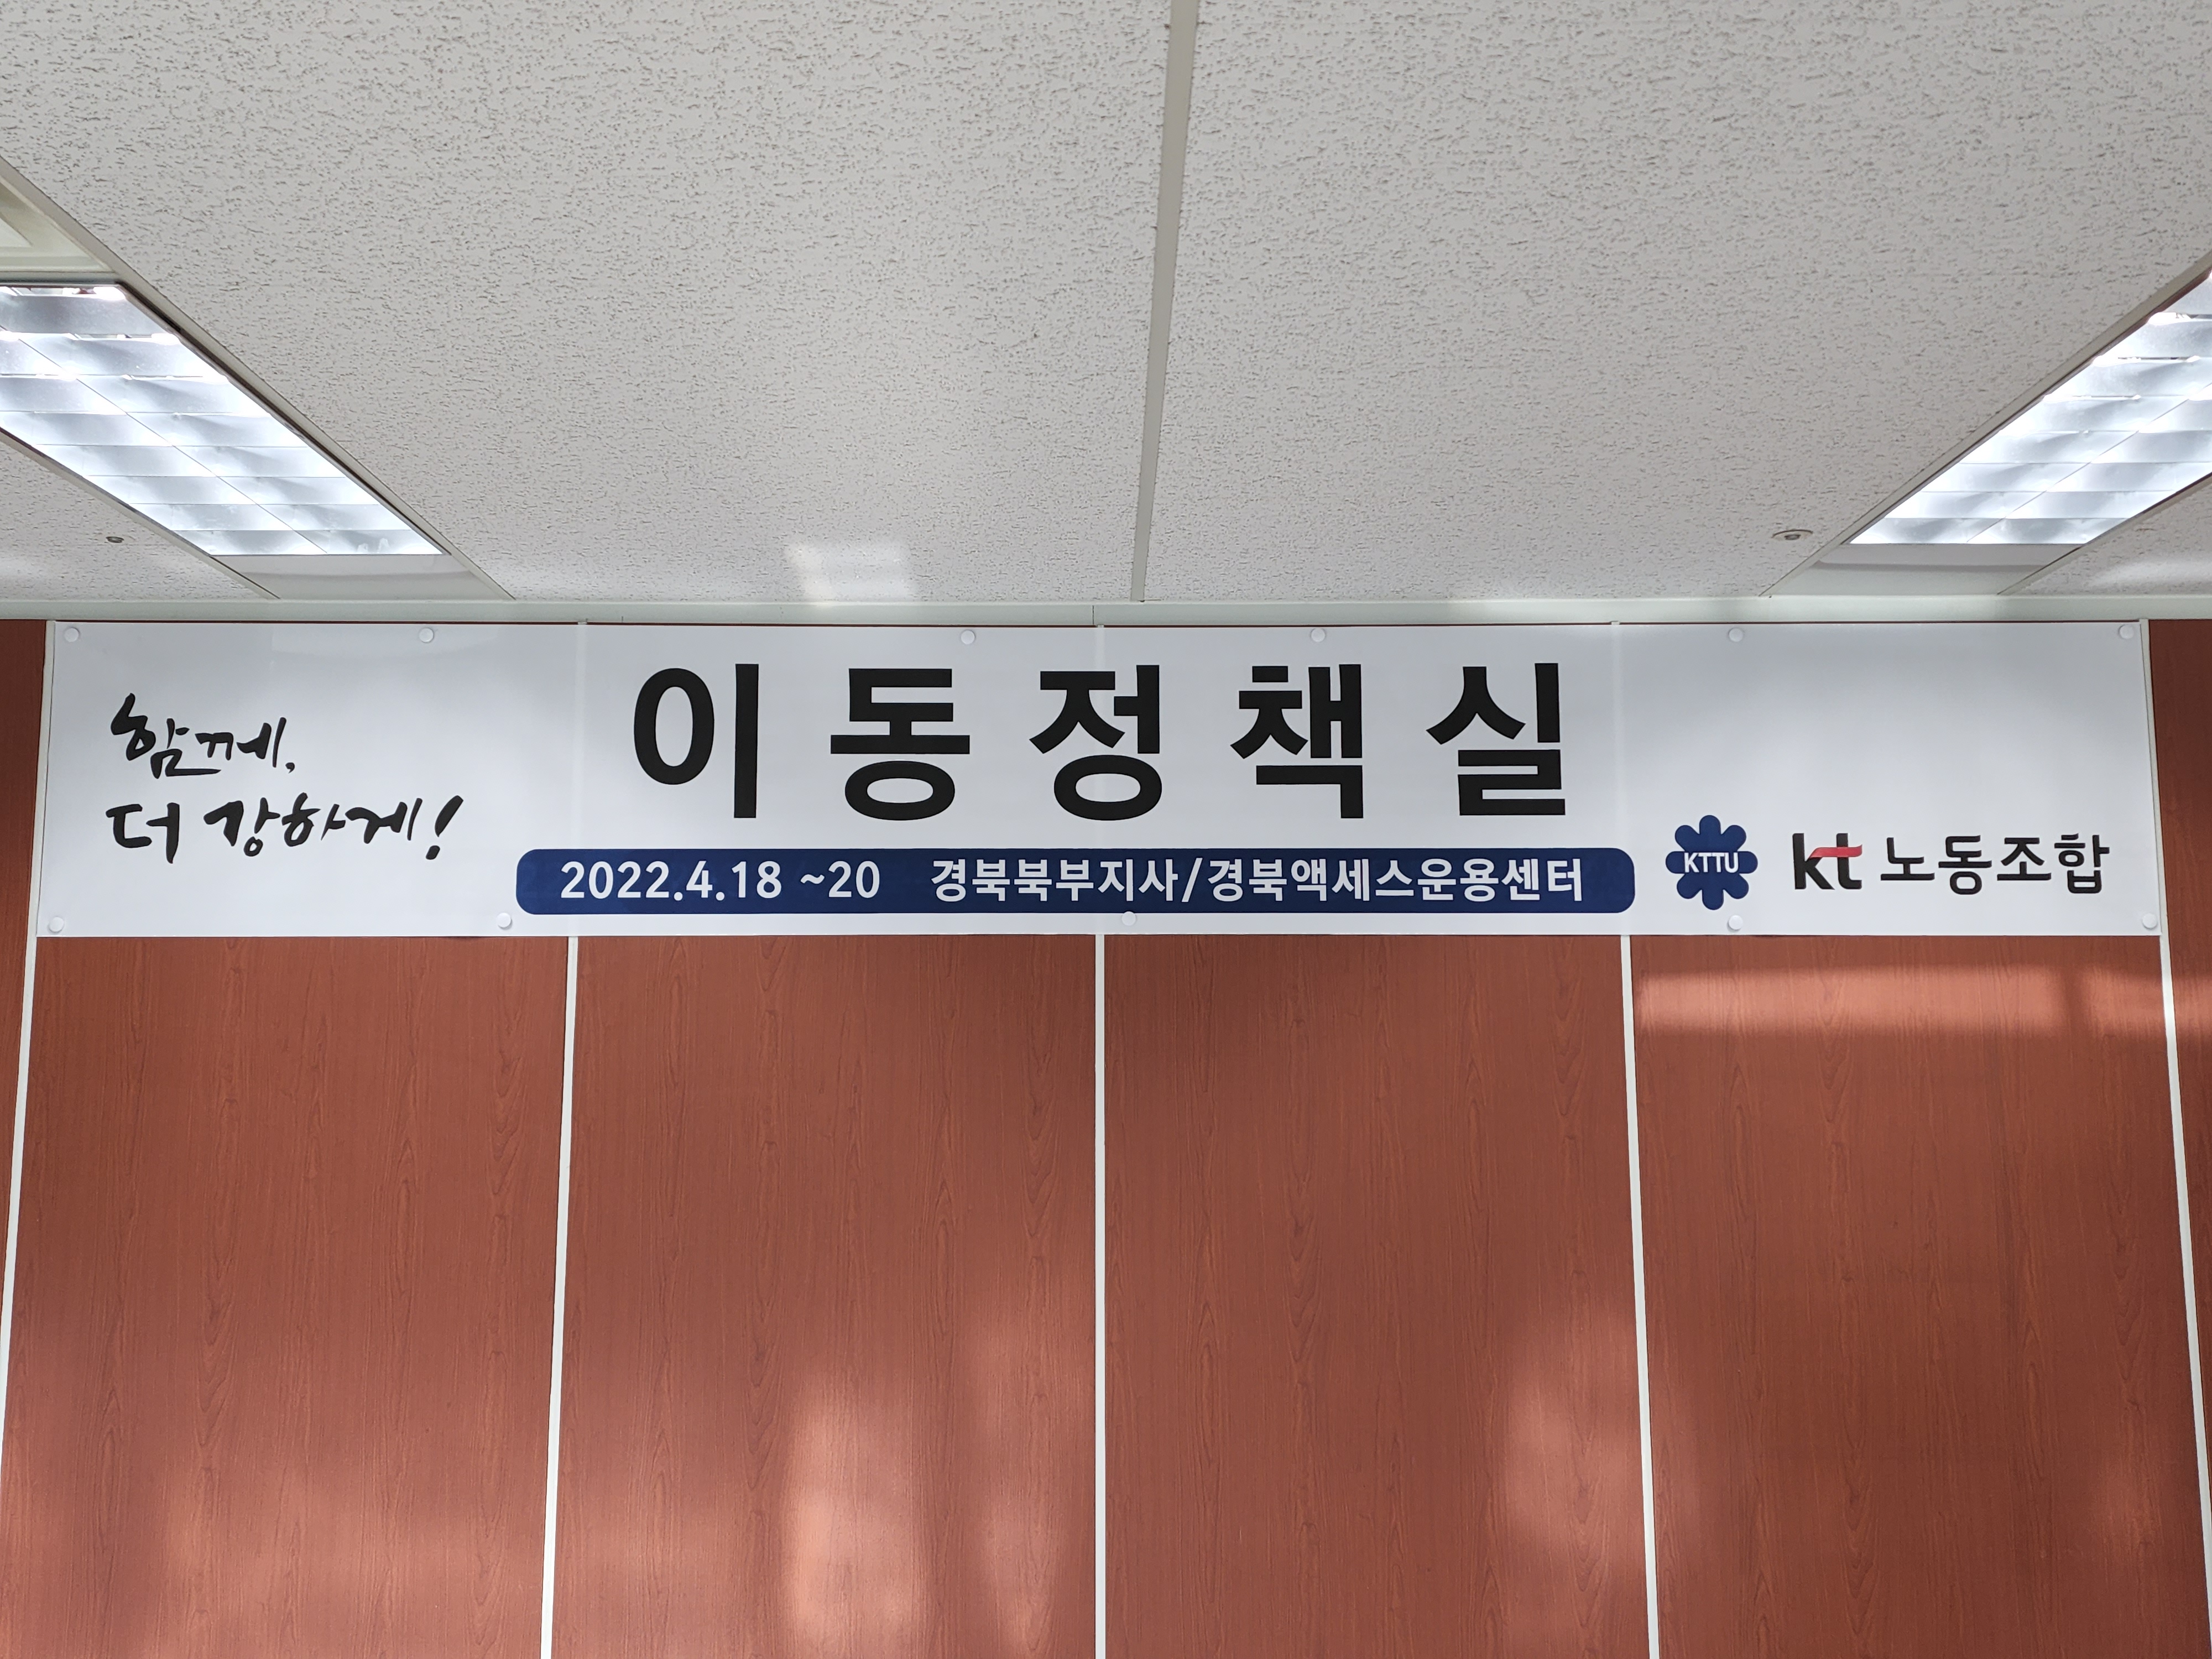 함께,
더 강하게!
이동정책실
2022.4.18 ~20 경북북부지사/경북액세스운용센터
KTTU
kt 노동조합